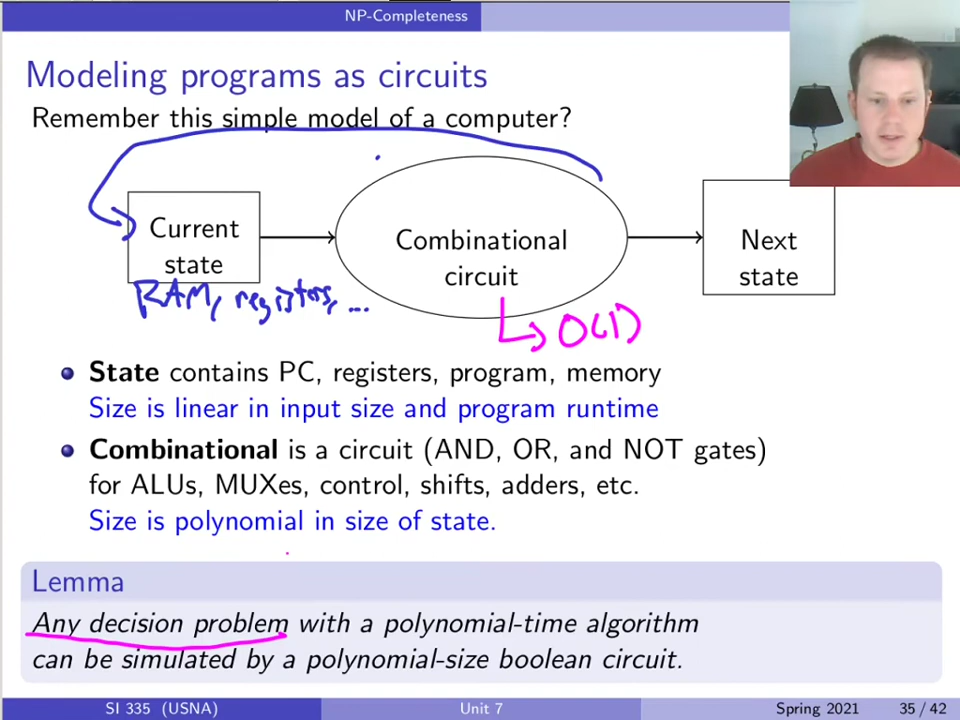 NP-Completeness
Modeling programs as circuits
Remember this simple model of a computer?
Current
state
Combinational
circuit
Next
state
RAM, registers, ...
O(1)
State contains PC, registers, program, memory
Size is linear in input size and program runtime
Combinational is a circuit (AND, OR, and NOT gates)
for ALUs, MUXes, control, shifts, adders, etc.
Size is polynomial in size of state.
Lemma
Any decision problem with a polynomial-time algorithm
can be simulated by a polynomial-size boolean circuit.
SI 335 (USNA)
Unit 7
Spring 2021
35 / 42